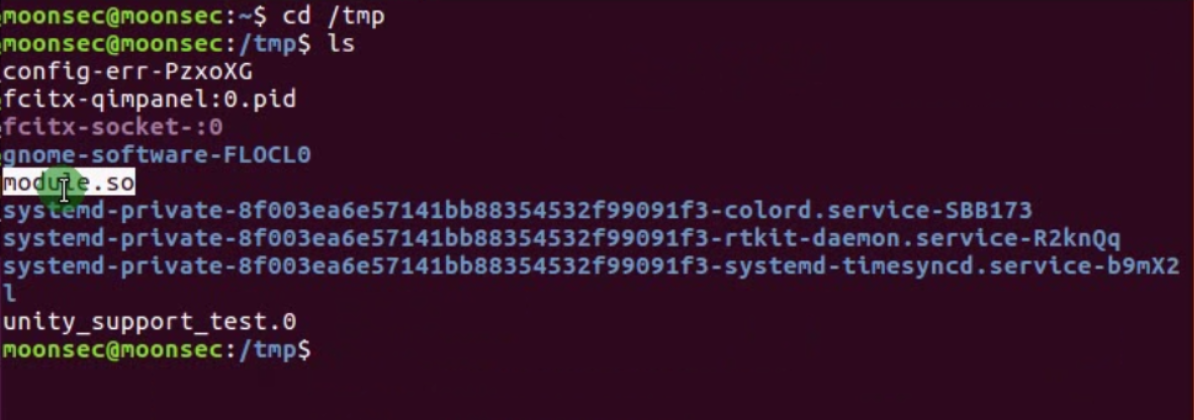 moonsec@moonsec:~$ cd /tmp
moonsec@moonsec:/tmp$ ls
config-err-PzxoXG
fcitx-qimpanel:0.pid
fcitx-socket-:0
gnome-software-FLOCL0
module.so
systemd-private-8f003ea6e57141bb88354532f99091f3-colord.service-SBB173
systemd-private-8f003ea6e57141bb88354532f99091f3-rtkit-daemon.service-R2knQq
systemd-private-8f003ea6e57141bb88354532f99091f3-systemd-timesyncd.service-b9mX2
l
unity_support_test.0
moonsec@moonsec:/tmp$